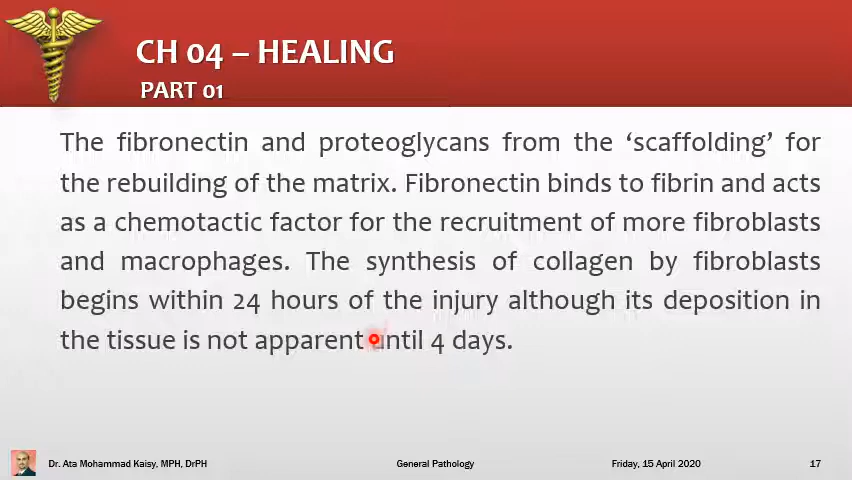 CH 04 – HEALING
PART 01
The fibronectin and proteoglycans from the ‘scaffolding’ for
the rebuilding of the matrix. Fibronectin binds to fibrin and acts
as a chemotactic factor for the recruitment of more fibroblasts
and macrophages. The synthesis of collagen by fibroblasts
begins within 24 hours of the injury although its deposition in
the tissue is not apparent until 4 days.
Dr. Ata Mohammad Kaisy, MPH, DrPH
General Pathology
Friday, 15 April 2020
17